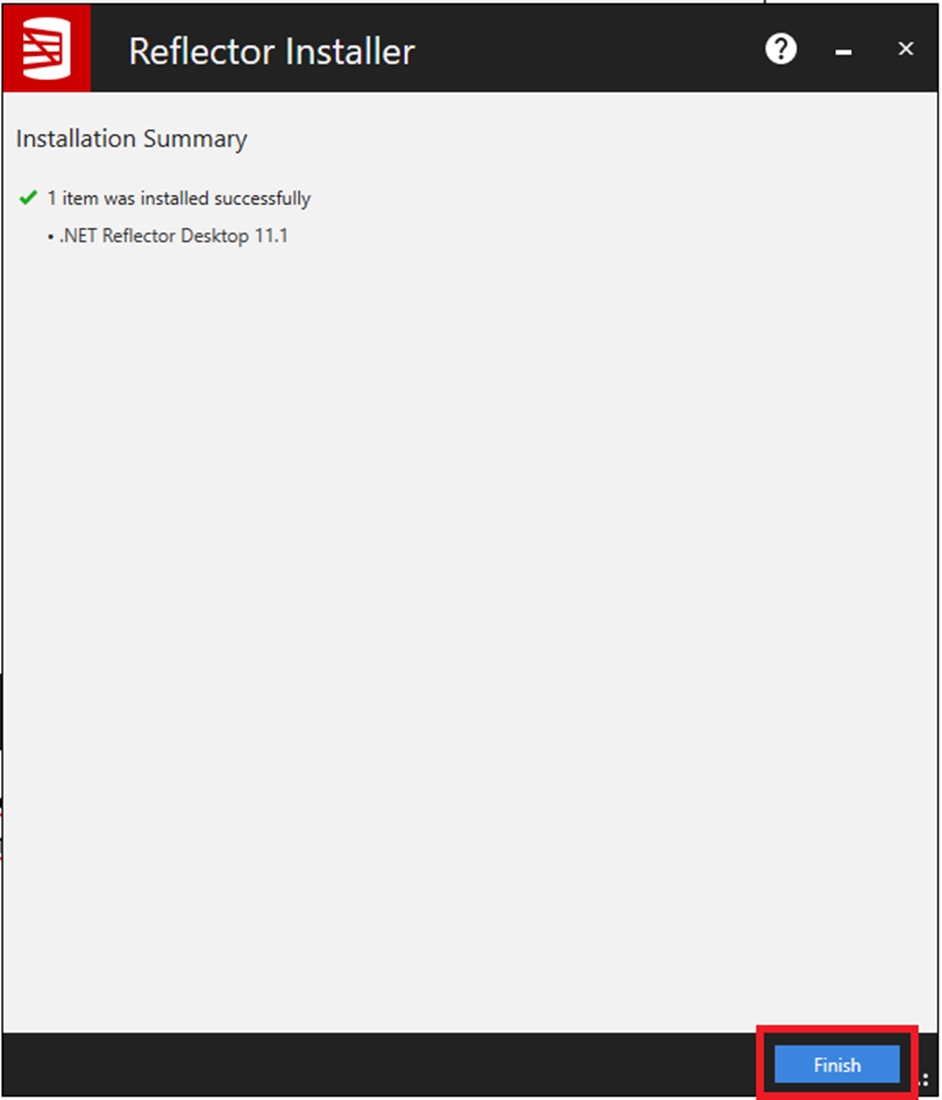 Reflector Installer
Installation Summary
1 item was installed successfully
• .NET Reflector Desktop 11.1
Finish